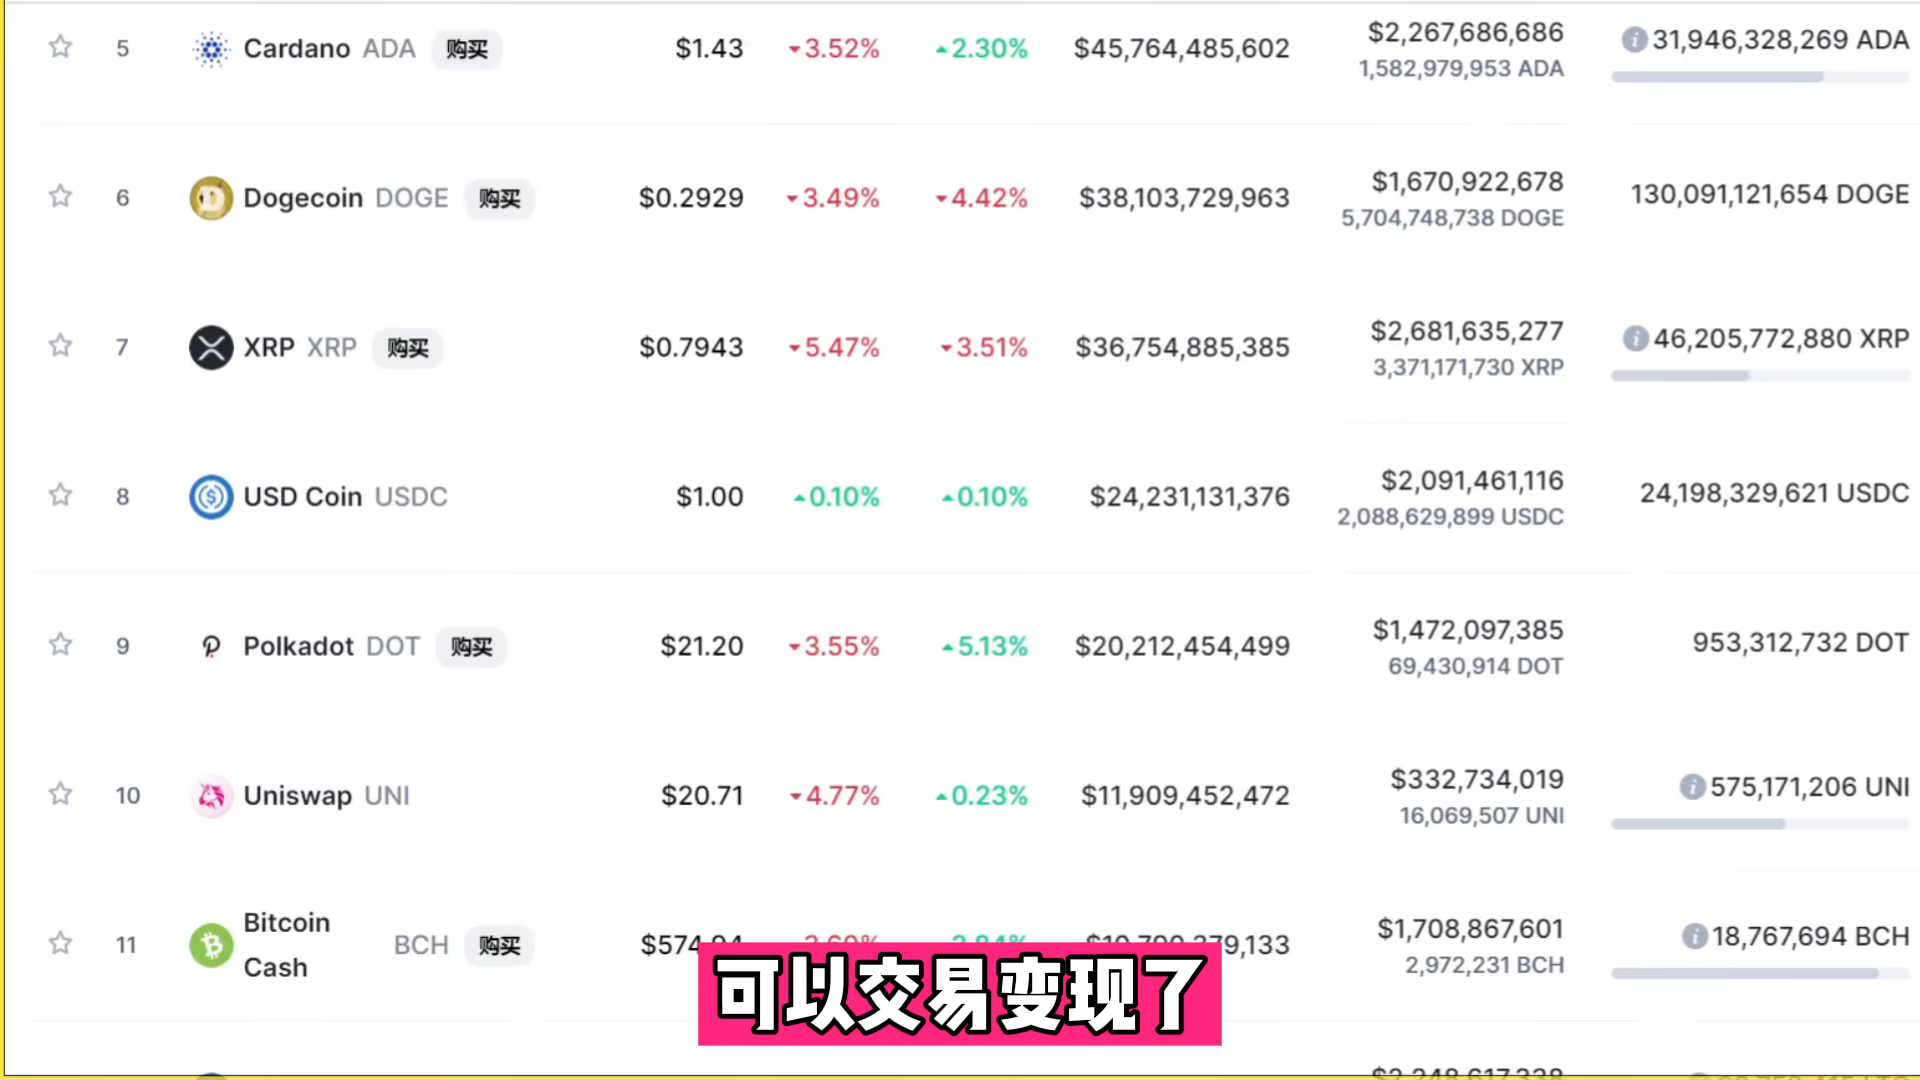 5 Cardano ADA 购买 $1.43 3.52% 2.30% $45,764,485,602 $2,267,686,686 31,946,328,269 ADA
1,582,979,953 ADA
6 Dogecoin DOGE 购买 $0.2929 3.49% 4.42% $38,103,729,963 $1,670,922,678 130,091,121,654 DOGE
5,704,748,738 DOGE
7 XRP XRP 购买 $0.7943 5.47% 3.51% $36,754,885,385 $2,681,635,277 46,205,772,880 XRP
3,371,171,730 XRP
8 USD Coin USDC $1.00 0.10% 0.10% $24,231,131,376 $2,091,461,116 24,198,329,621 USDC
2,088,629,899 USDC
9 Polkadot DOT 购买 $21.20 3.55% 5.13% $20,212,454,499 $1,472,097,385 953,312,732 DOT
69,430,914 DOT
10 Uniswap UNI $20.71 4.77% 0.23% $11,909,452,472 $332,734,019 575,171,206 UNI
16,069,507 UNI
11 Bitcoin Cash BCH 购买 $1,708,867,601 18,767,694 BCH
2,972,231 BCH
可以交易变现了